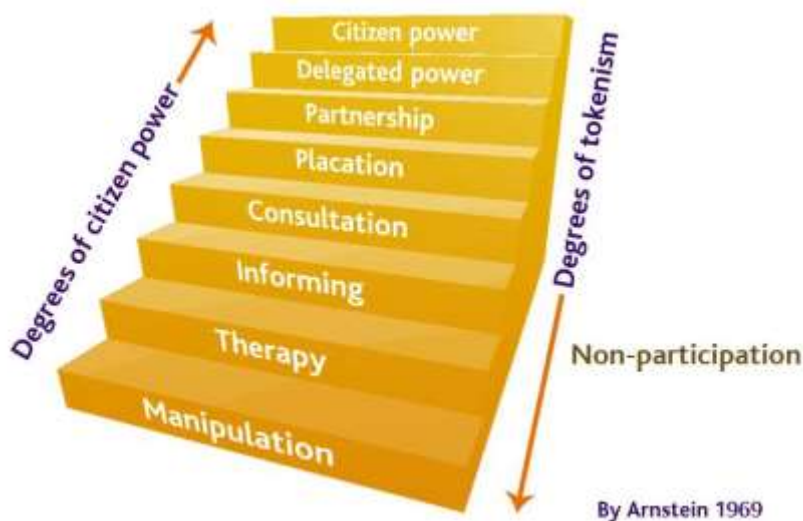 Citizen power
Delegated power
Partnership
Placation
Consultation
Informing
Therapy
Manipulation
Degrees of citizen power
Degrees of tokenism
Non-participation
By Arnstein 1969